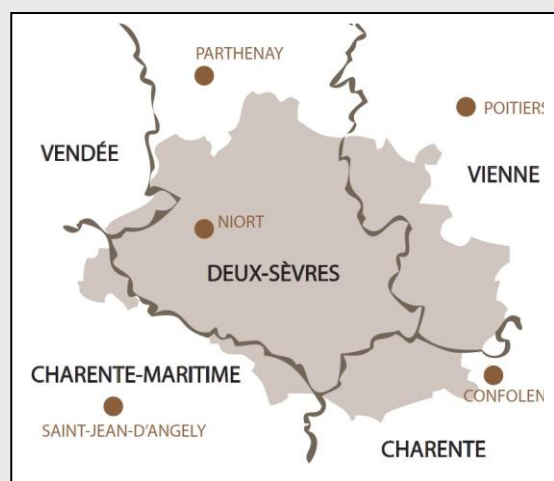 PARTHENAY
POITIERS
VENDÉE
VIENNE
NIORT
DEUX-SÈVRES
CHARENTE-MARITIME
CONFOLEN
SAINT-JEAN-D'ANGELY
CHARENTE